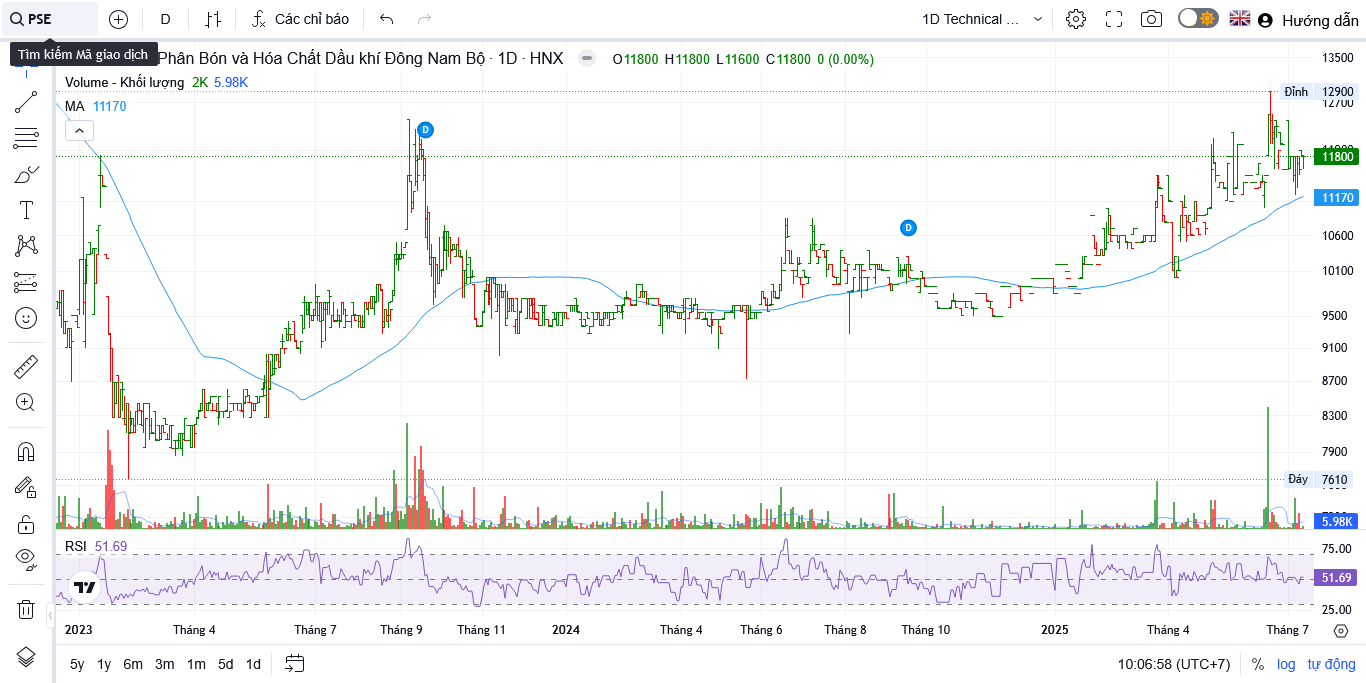 PSE
D
Các chỉ báo
1D Technical ...
Hướng dẫn
Tìm kiếm Mã giao dịch
Phân Bón và Hóa Chất Dầu khí Đông Nam Bộ · 1D · HNX
O11800 H11800 L11600 C11800 0 (0.00%)
Volume - Khối lượng 2K 5.98K
MA 11170
D
D
13500
Đỉnh 12900
12700
11800
11170
10600
10100
9500
9100
8700
8300
7900
Đáy 7610
5.98K
RSI 51.69
75.00
51.69
25.00
2023 Tháng 4 Tháng 7 Tháng 9 Tháng 11 2024 Tháng 4 Tháng 6 Tháng 8 Tháng 10 2025 Tháng 4 Tháng 7
5y 1y 6m 3m 1m 5d 1d
10:06:58 (UTC+7) % log tự động